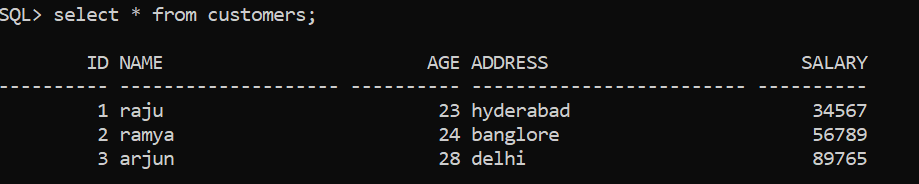 SQL> select * from customers;
ID NAME AGE ADDRESS SALARY
---------- -------------------- ---------- ------------------------- ----------
1 raju 23 hyderabad 34567
2 ramya 24 banglore 56789
3 arjun 28 delhi 89765